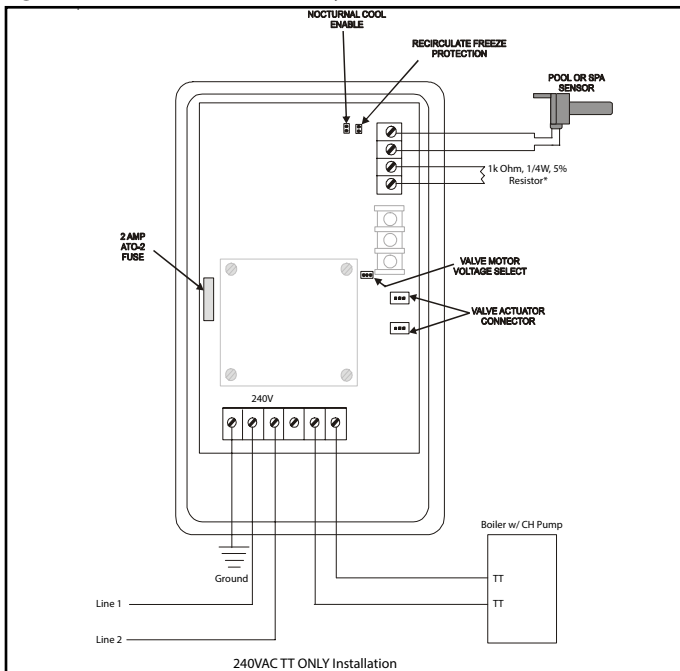 NOCTURNAL COOL
ENABLE
RECIRCULATE FREEZE
PROTECTION
POOL OR SPA
SENSOR
1k Ohm, 1/4W, 5%
Resistor*
2 AMP
ATO-2
FUSE
VALVE MOTOR
VOLTAGE SELECT
VALVE ACTUATOR
CONNECTOR
240V
Boiler w/ CH Pump
Ground
TT
Line 1
TT
Line 2
240VAC TT ONLY Installation